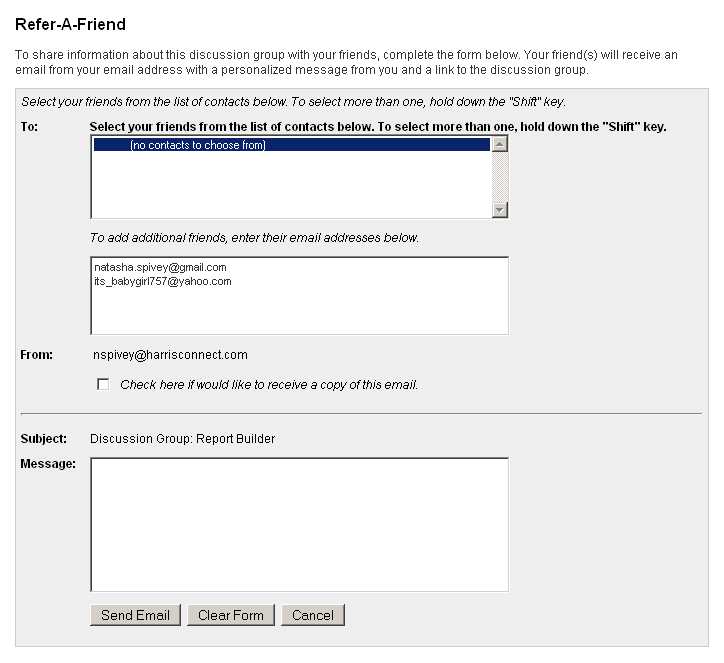 Refer-A-Friend
To share information about this discussion group with your friends, complete the form below. Your friend(s) will receive an
email from your email address with a personalized message from you and a link to the discussion group.
Select your friends from the list of contacts below. To select more than one, hold down the "Shift" key.
To: Select your friends from the list of contacts below. To select more than one, hold down the "Shift" key.
(no contacts to choose from)
To add additional friends, enter their email addresses below.
natasha.spivey@gmail.com
its_babygirl757@yahoo.com
From: nspivey@harrisconnect.com
Check here if would like to receive a copy of this email.
Subject: Discussion Group: Report Builder
Message:
Send Email Clear Form Cancel